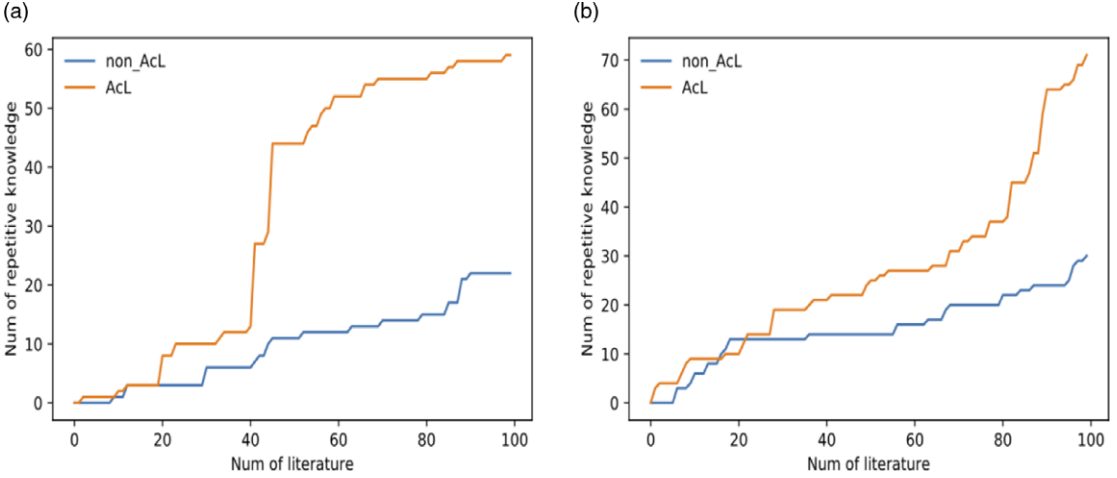 (a)
60
50
40
30
20
10
0
Num of repetitive knowledge
non_AcL
AcL
0 20 40 60 80 100
Num of literature
(b)
70
60
50
40
30
20
10
0
Num of repetitive knowledge
non_AcL
AcL
0 20 40 60 80 100
Num of literature